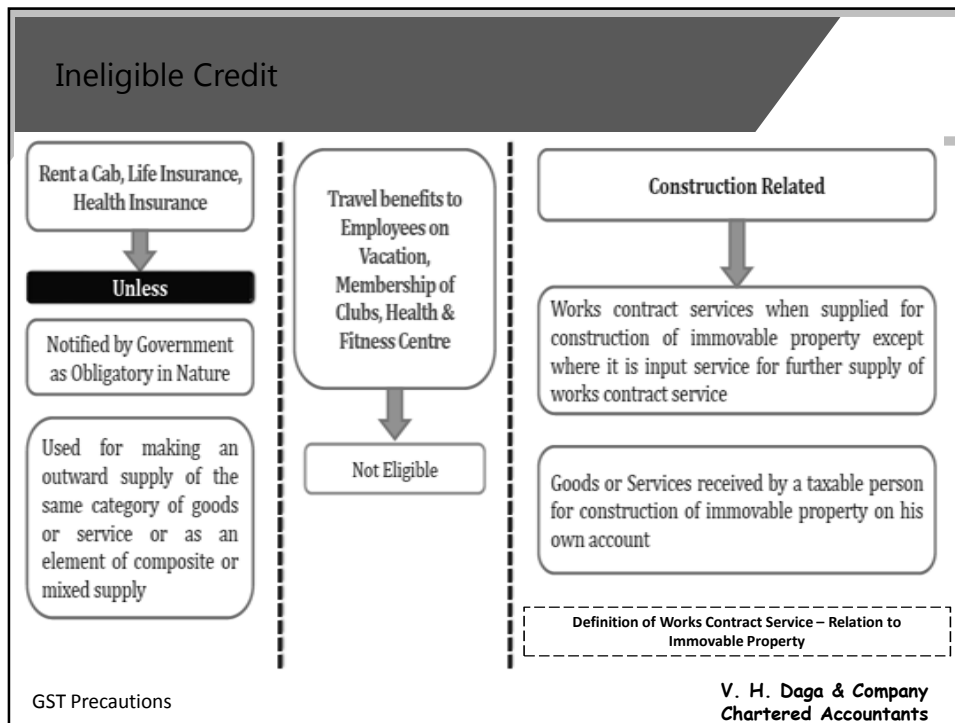 Ineligible Credit
Rent a Cab, Life Insurance,
Health Insurance
Unless
Notified by Government
as Obligatory in Nature
Used for making an
outward supply of the
same category of goods
or service or as an
element of composite or
mixed supply
Travel benefits to
Employees on
Vacation,
Membership of
Clubs, Health &
Fitness Centre
Not Eligible
Construction Related
Works contract services when supplied for
construction of immovable property except
where it is input service for further supply of
works contract service
Goods or Services received by a taxable person
for construction of immovable property on his
own account
Definition of Works Contract Service – Relation to
Immovable Property
GST Precautions
V. H. Daga & Company
Chartered Accountants